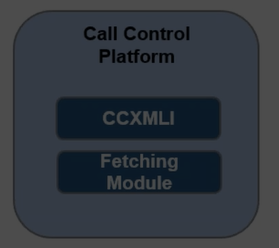 Call Control
Platform
CCXMLI
Fetching
Module